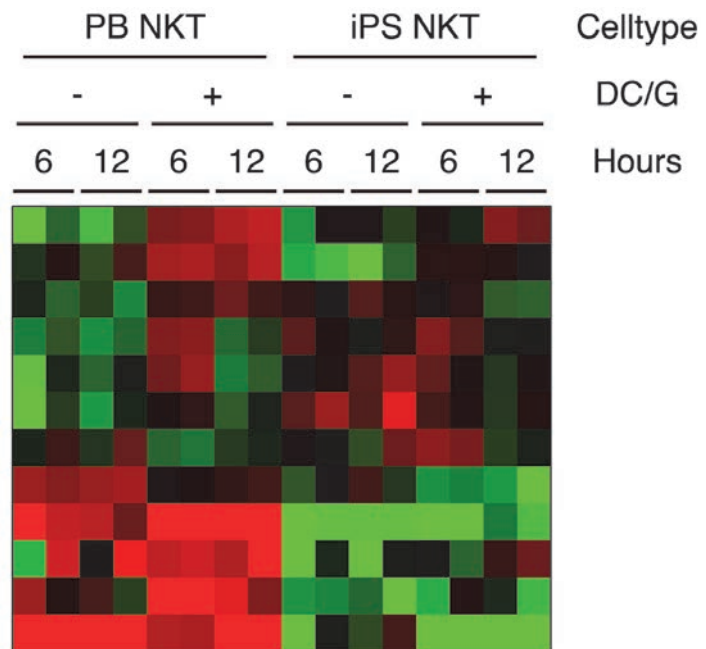 PB NKT iPS NKT Celltype
- + - + DC/G
6 12 6 12 6 12 6 12 Hours